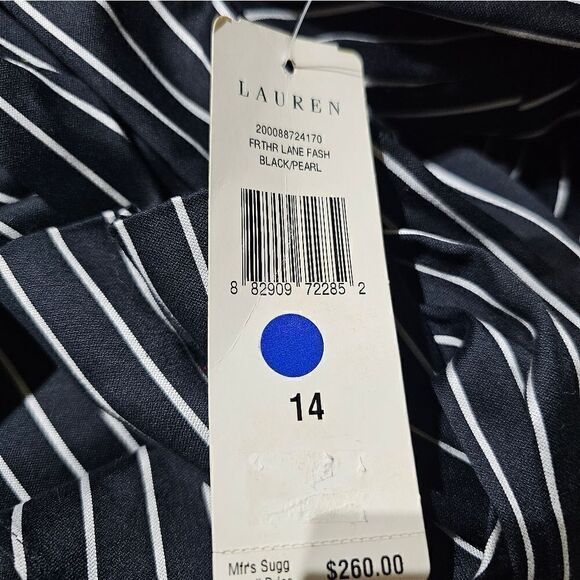 LAUREN
200088724170
FRTHR LANE FASH
BLACK/PEARL
8 82909 72285 2
14
Mfrs Sugg
$260.00